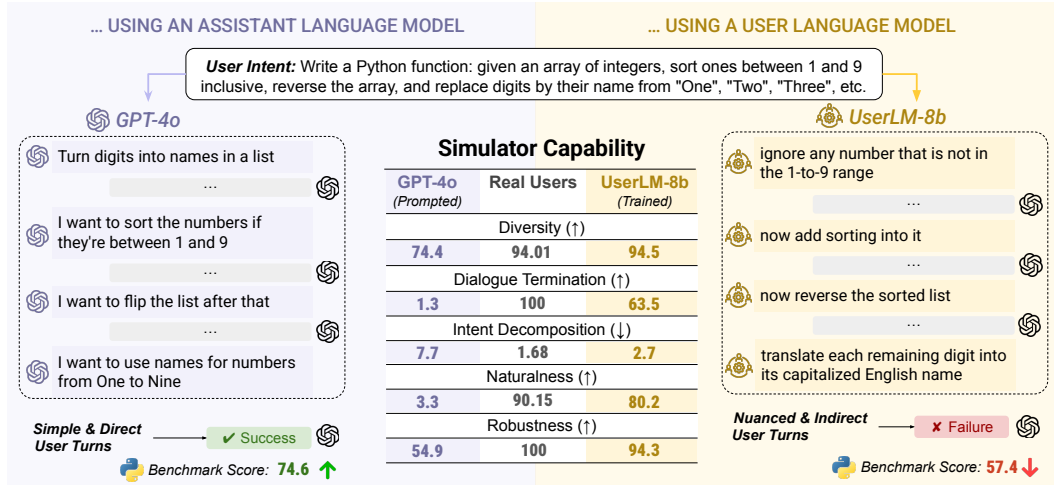 ... USING AN ASSISTANT LANGUAGE MODEL
... USING A USER LANGUAGE MODEL
User Intent: Write a Python function: given an array of integers, sort ones between 1 and 9
inclusive, reverse the array, and replace digits by their name from "One", "Two", "Three", etc.
GPT-4o
Turn digits into names in a list
...
I want to sort the numbers if
they're between 1 and 9
...
I want to flip the list after that
...
I want to use names for numbers
from One to Nine
Simple & Direct
User Turns
✔ Success
Benchmark Score: 74.6
Simulator Capability
GPT-4o Real Users UserLM-8b
(Prompted) (Trained)
Diversity (↑)
74.4 94.01 94.5
Dialogue Termination (↑)
1.3 100 63.5
Intent Decomposition (↓)
7.7 1.68 2.7
Naturalness (↑)
3.3 90.15 80.2
Robustness (↑)
54.9 100 94.3
UserLM-8b
ignore any number that is not in
the 1-to-9 range
...
now add sorting into it
...
now reverse the sorted list
...
translate each remaining digit into
its capitalized English name
Nuanced & Indirect
User Turns
✘ Failure
Benchmark Score: 57.4